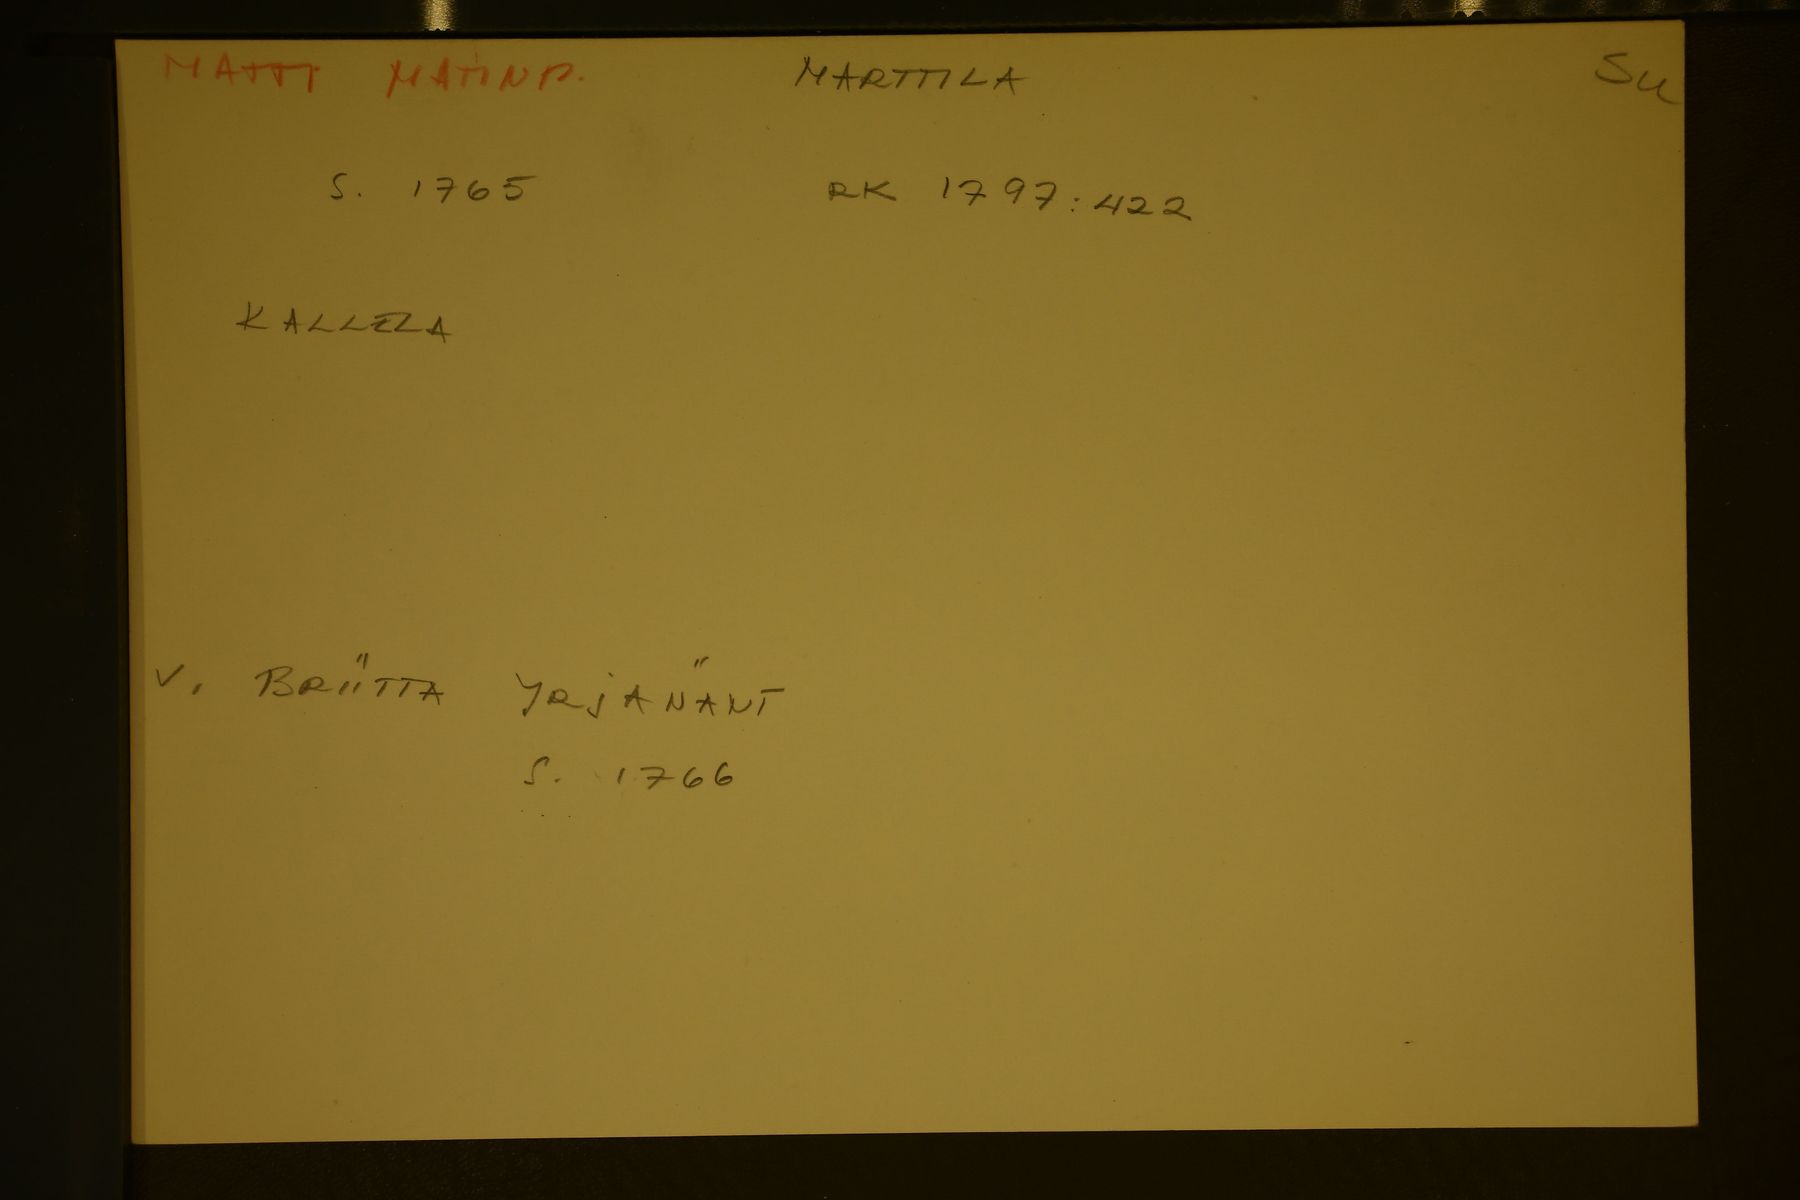 MATTI MATINP. MARTTILA Su
S. 1765 RK 1797:422
KALLELA
V. BRIITTA YRJÄNÄNT
S. 1766